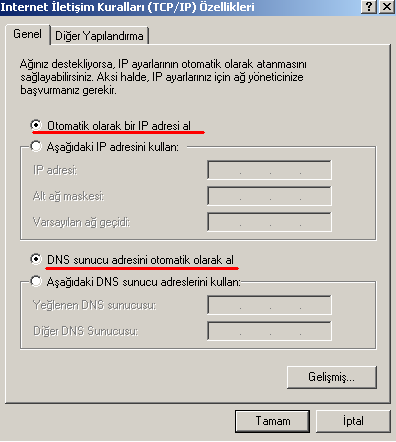 Internet İletişim Kuralları (TCP/IP) Özellikleri
Genel
Diğer Yapılandırma
Ağınız destekliyorsa, IP ayarlarının otomatik olarak atanmasını
sağlayabilirsiniz. Aksi halde, IP ayarlarınız için ağ yöneticinize
başvurmanız gerekir.
Otomatik olarak bir IP adresi al
Aşağıdaki IP adresini kullan:
IP adresi:
Alt ağ maskesi:
Varsayılan ağ geçidi:
DNS sunucu adresini otomatik olarak al
Aşağıdaki DNS sunucu adreslerini kullan:
Yeğlenen DNS sunucusu:
Diğer DNS Sunucusu:
Gelişmiş...
Tamam
İptal